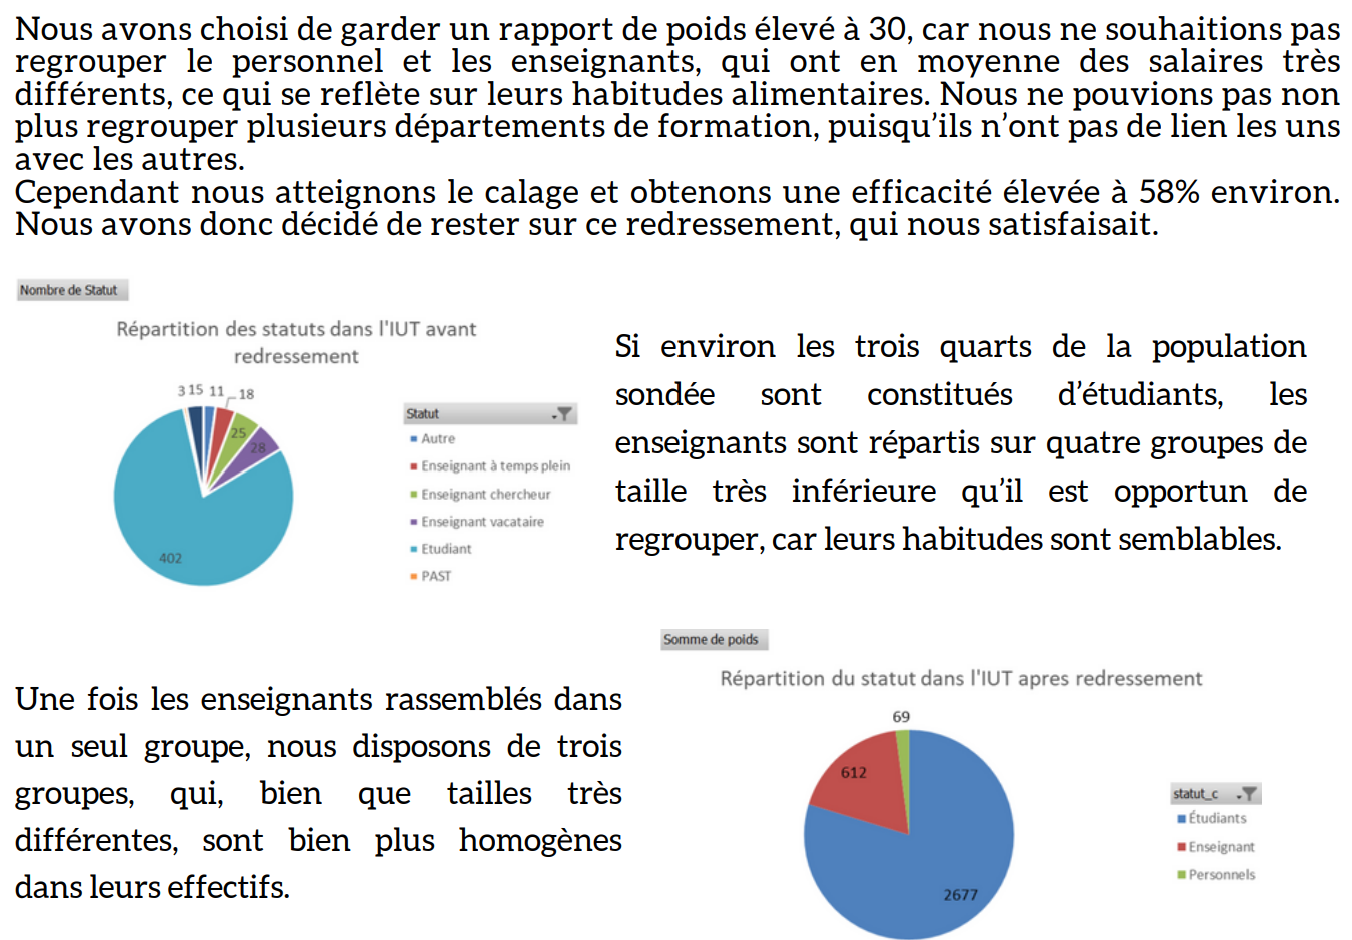 Nous avons choisi de garder un rapport de poids élevé à 30, car nous ne souhaitions pas
regrouper le personnel et les enseignants, qui ont en moyenne des salaires très
différents, ce qui se reflète sur leurs habitudes alimentaires. Nous ne pouvions pas non
plus regrouper plusieurs départements de formation, puisqu'ils n'ont pas de lien les uns
avec les autres.
Cependant nous atteignons le calage et obtenons une efficacité élevée à 58% environ.
Nous avons donc décidé de rester sur ce redressement, qui nous satisfaisait.
Nombre de Statut
Répartition des statuts dans l'IUT avant
redressement
3 15 11 18
25
28
402
Statut
Autre
Enseignant à temps plein
Enseignant chercheur
Enseignant vacataire
Etudiant
PAST
Si environ les trois quarts de la population
sondée sont constitués d'étudiants, les
enseignants sont répartis sur quatre groupes de
taille très inférieure qu'il est opportun de
regrouper, car leurs habitudes sont semblables.
Une fois les enseignants rassemblés dans
un seul groupe, nous disposons de trois
groupes, qui, bien que tailles très
différentes, sont bien plus homogènes
dans leurs effectifs.
Somme de poids
Répartition du statut dans l'IUT apres redressement
69
612
2677
statut_c
Étudiants
Enseignant
Personnels